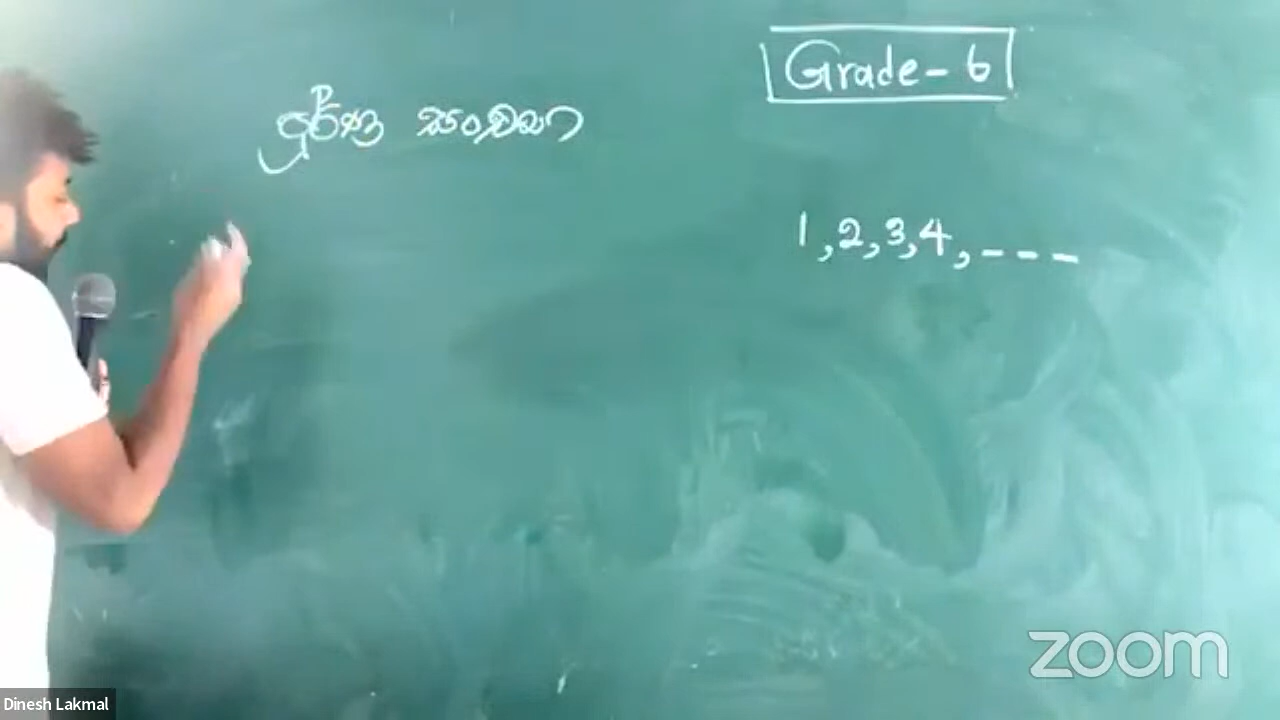 Grade - 6
පූර්ණ සංඛ්‍යා
1, 2, 3, 4, - - -
zoom
Dinesh Lakmal